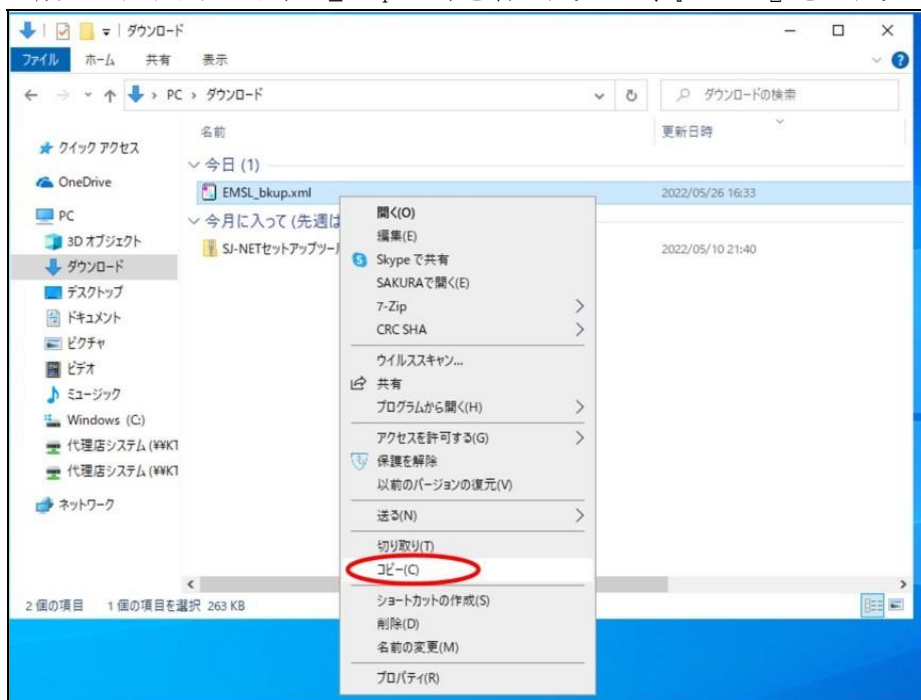 ダウンロード
ファイル ホーム 共有 表示
PC › ダウンロード
ダウンロードの検索
名前 更新日時
クイック アクセス
OneDrive
PC
3D オブジェクト
ダウンロード
デスクトップ
ドキュメント
ピクチャ
ビデオ
ミュージック
Windows (C:)
代理店システム (¥¥KT
代理店システム (¥¥KT
ネットワーク
今日 (1)
EMSL_bkup.xml 2022/05/26 16:33
今月に入って (先週は
SJ-NETセットアップツール 2022/05/10 21:40
開く(O)
編集(E)
Skype で共有
SAKURAで開く(E)
7-Zip
CRC SHA
ウイルススキャン...
共有
プログラムから開く(H)
アクセスを許可する(G)
保護を解除
以前のバージョンの復元(V)
送る(N)
切り取り(T)
コピー(C)
ショートカットの作成(S)
削除(D)
名前の変更(M)
プロパティ(R)
2 個の項目 1 個の項目を選択 263 KB